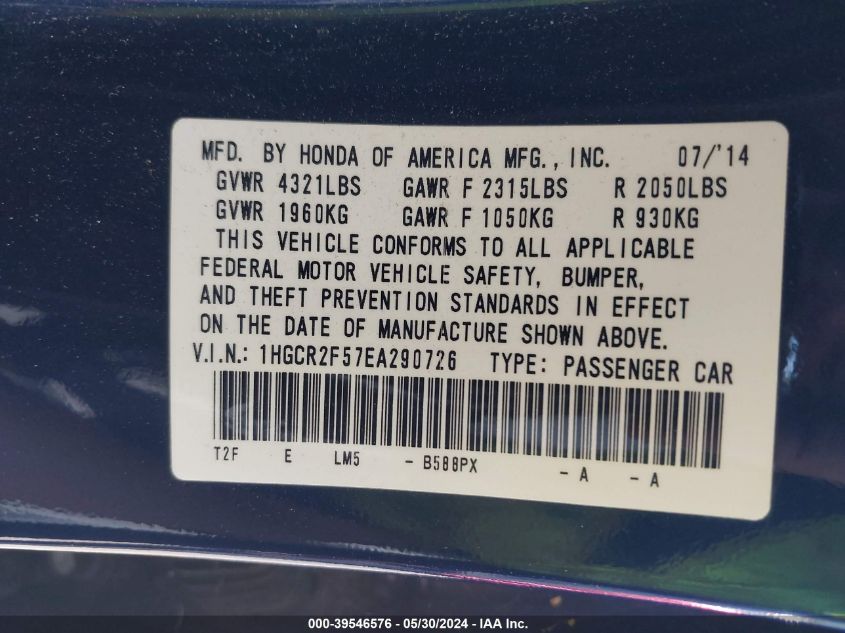 MFD. BY HONDA OF AMERICA MFG., INC. 07/'14
GVWR 4321LBS GAWR F 2315LBS R 2050LBS
GVWR 1960KG GAWR F 1050KG R 930KG
THIS VEHICLE CONFORMS TO ALL APPLICABLE
FEDERAL MOTOR VEHICLE SAFETY, BUMPER,
AND THEFT PREVENTION STANDARDS IN EFFECT
ON THE DATE OF MANUFACTURE SHOWN ABOVE.
V.I.N.: 1HGCR2F57EA290726 TYPE: PASSENGER CAR
T2F E LM5 - B588PX - A - A
000-39546576 — 05/30/2024 — IAA Inc.